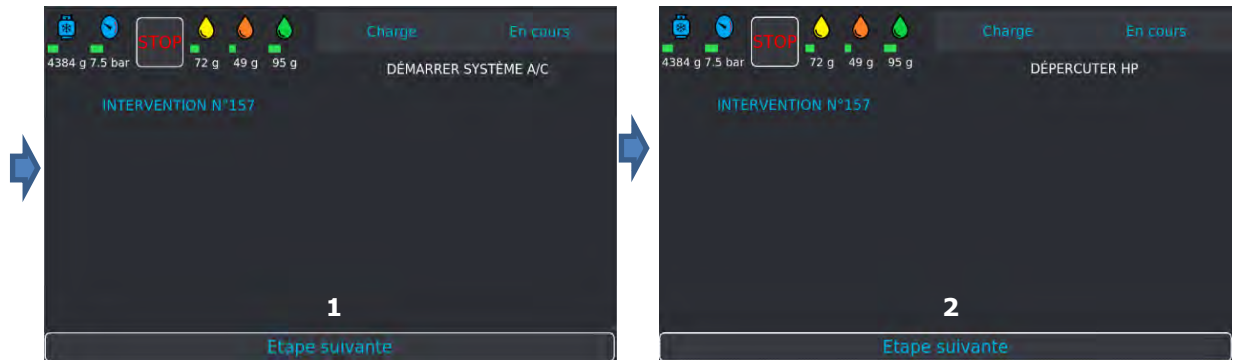 STOP
Charge
En cours
4384 g 7.5 bar
72 g
49 g
95 g
DÉMARRER SYSTÈME A/C
INTERVENTION N°157
1
Etape suivante
STOP
Charge
En cours
4384 g 7.5 bar
72 g
49 g
95 g
DÉPERCUTER HP
INTERVENTION N°157
2
Etape suivante